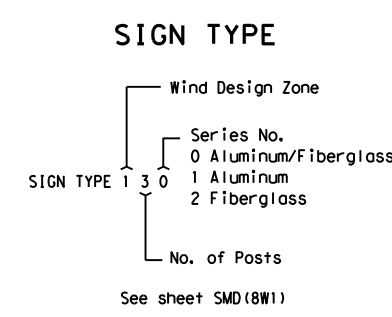 SIGN TYPE
Wind Design Zone
Series No.
0 Aluminum/Fiberglass
1 Aluminum
2 Fiberglass
SIGN TYPE 1 3 0
No. of Posts
See sheet SMD(8W1)